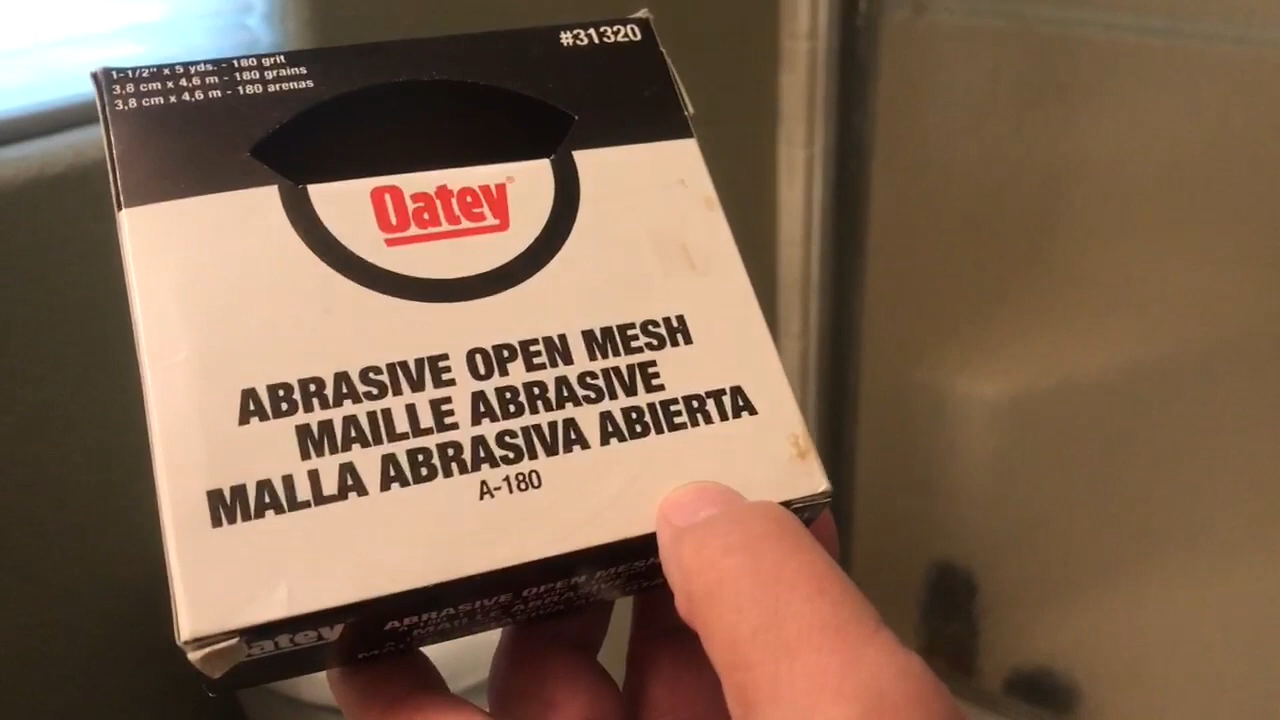 1-1/2" x 5 yds. - 180 grit
3,8 cm x 4,6 m - 180 grains
3,8 cm x 4,6 m - 180 arenas
#31320
Oatey®
ABRASIVE OPEN MESH
MAILLE ABRASIVE
MALLA ABRASIVA ABIERTA
A-180
atey
ABRASIVE OPEN MESH